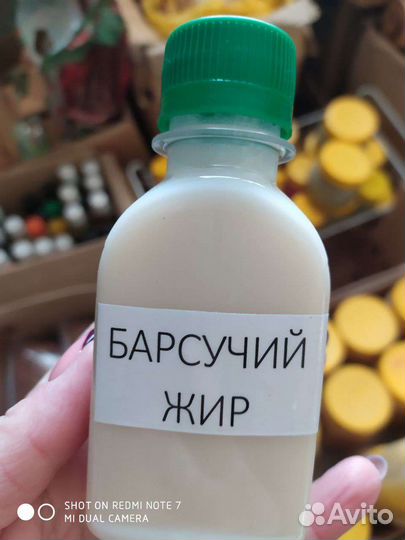 БАРСУЧИЙ
ЖИР
SHOT ON REDMI NOTE 7
MI DUAL CAMERA
Avito